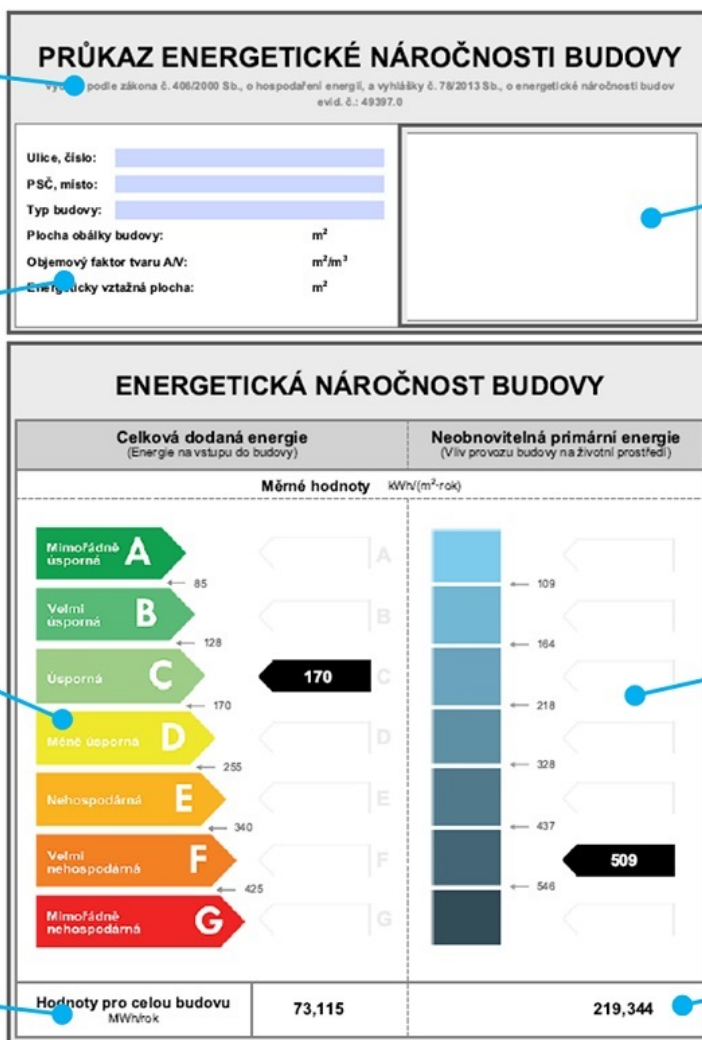 PRŮKAZ ENERGETICKÉ NÁROČNOSTI BUDOVY
podle zákona č. 406/2000 Sb., o hospodaření energií, a vyhlášky č. 78/2013 Sb., o energetické náročnosti budov
evid. č.: 49397.0
Ulice, číslo:
PSČ, místo:
Typ budovy:
Plocha obálky budovy: m²
Objemový faktor tvaru A/V: m²/m³
Energeticky vztažná plocha: m²
ENERGETICKÁ NÁROČNOST BUDOVY
Celková dodaná energie
(Energie na vstupu do budovy)
Neobnovitelná primární energie
(Vliv provozu budovy na životní prostředí)
Měrné hodnoty kWh/(m²·rok)
Mimořádně úsporná A A
85 109
Velmi úsporná B B
128 164
Úsporná C 170 C
170 218
Méně úsporná D D
255 328
Nehospodárná E E
340 437
Velmi nehospodárná F F 509
425 546
Mimořádně nehospodárná G G
Hodnoty pro celou budovu
MWh/rok
73,115 219,344